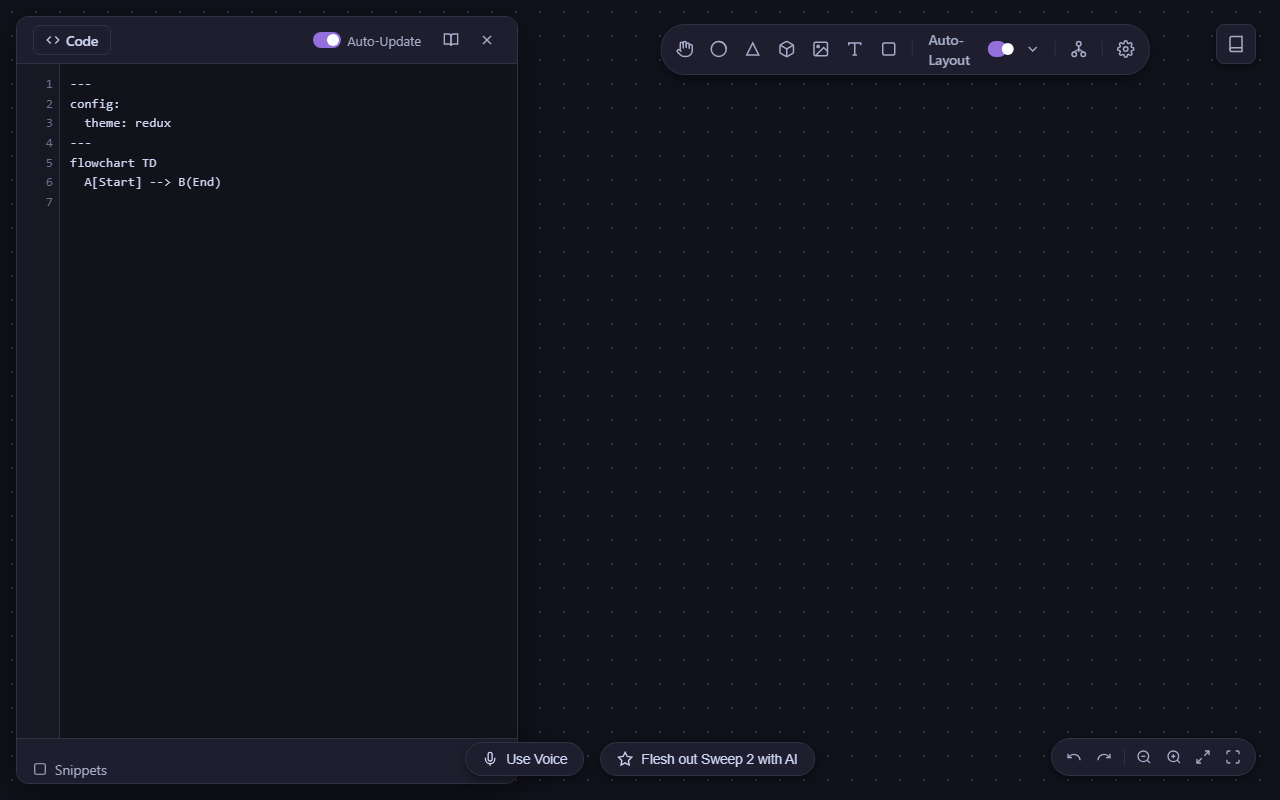 Code
Auto-Update
Auto-
Layout
1 ---
2 config:
3   theme: redux
4 ---
5 flowchart TD
6   A[Start] --> B(End)
7
Snippets
Use Voice
Flesh out Sweep 2 with AI